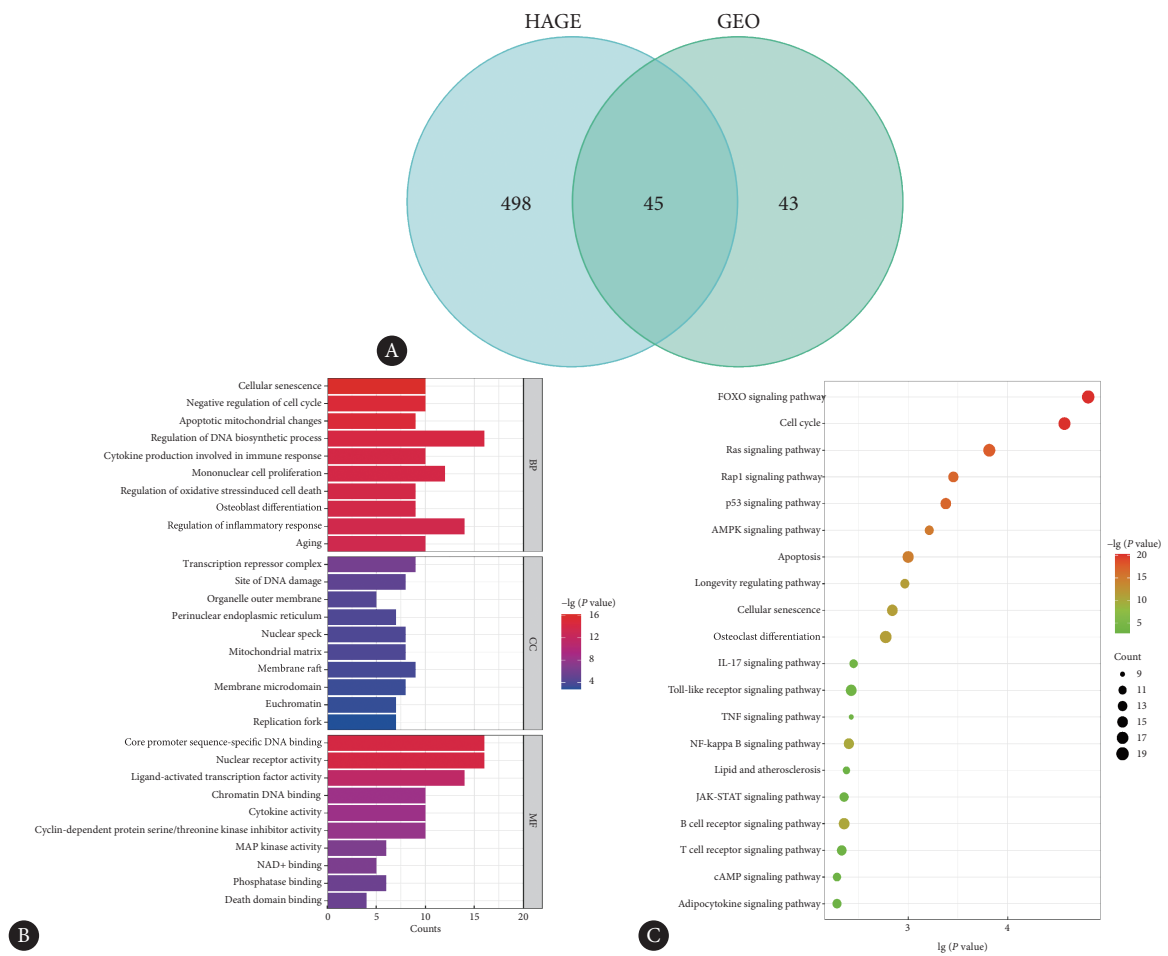 HAGE
GEO
498
45
43
A
Cellular senescence
Negative regulation of cell cycle
Apoptotic mitochondrial changes
Regulation of DNA biosynthetic process
Cytokine production involved in immune response
Mononuclear cell proliferation
Regulation of oxidative stressinduced cell death
Osteoblast differentiation
Regulation of inflammatory response
Aging
BP
Transcription repressor complex
Site of DNA damage
Organelle outer membrane
Perinuclear endoplasmic reticulum
Nuclear speck
Mitochondrial matrix
Membrane raft
Membrane microdomain
Euchromatin
Replication fork
CC
Core promoter sequence-specific DNA binding
Nuclear receptor activity
Ligand-activated transcription factor activity
Chromatin DNA binding
Cytokine activity
Cyclin-dependent protein serine/threonine kinase inhibitor activity
MAP kinase activity
NAD+ binding
Phosphatase binding
Death domain binding
MF
0 5 10 15 20
Counts
−lg (P value)
16
12
8
4
B
FOXO signaling pathway
Cell cycle
Ras signaling pathway
Rap1 signaling pathway
p53 signaling pathway
AMPK signaling pathway
Apoptosis
Longevity regulating pathway
Cellular senescence
Osteoclast differentiation
IL-17 signaling pathway
Toll-like receptor signaling pathway
TNF signaling pathway
NF-kappa B signaling pathway
Lipid and atherosclerosis
JAK-STAT signaling pathway
B cell receptor signaling pathway
T cell receptor signaling pathway
cAMP signaling pathway
Adipocytokine signaling pathway
3 4
lg (P value)
−lg (P value)
20
15
10
5
Count
9
11
13
15
17
19
C